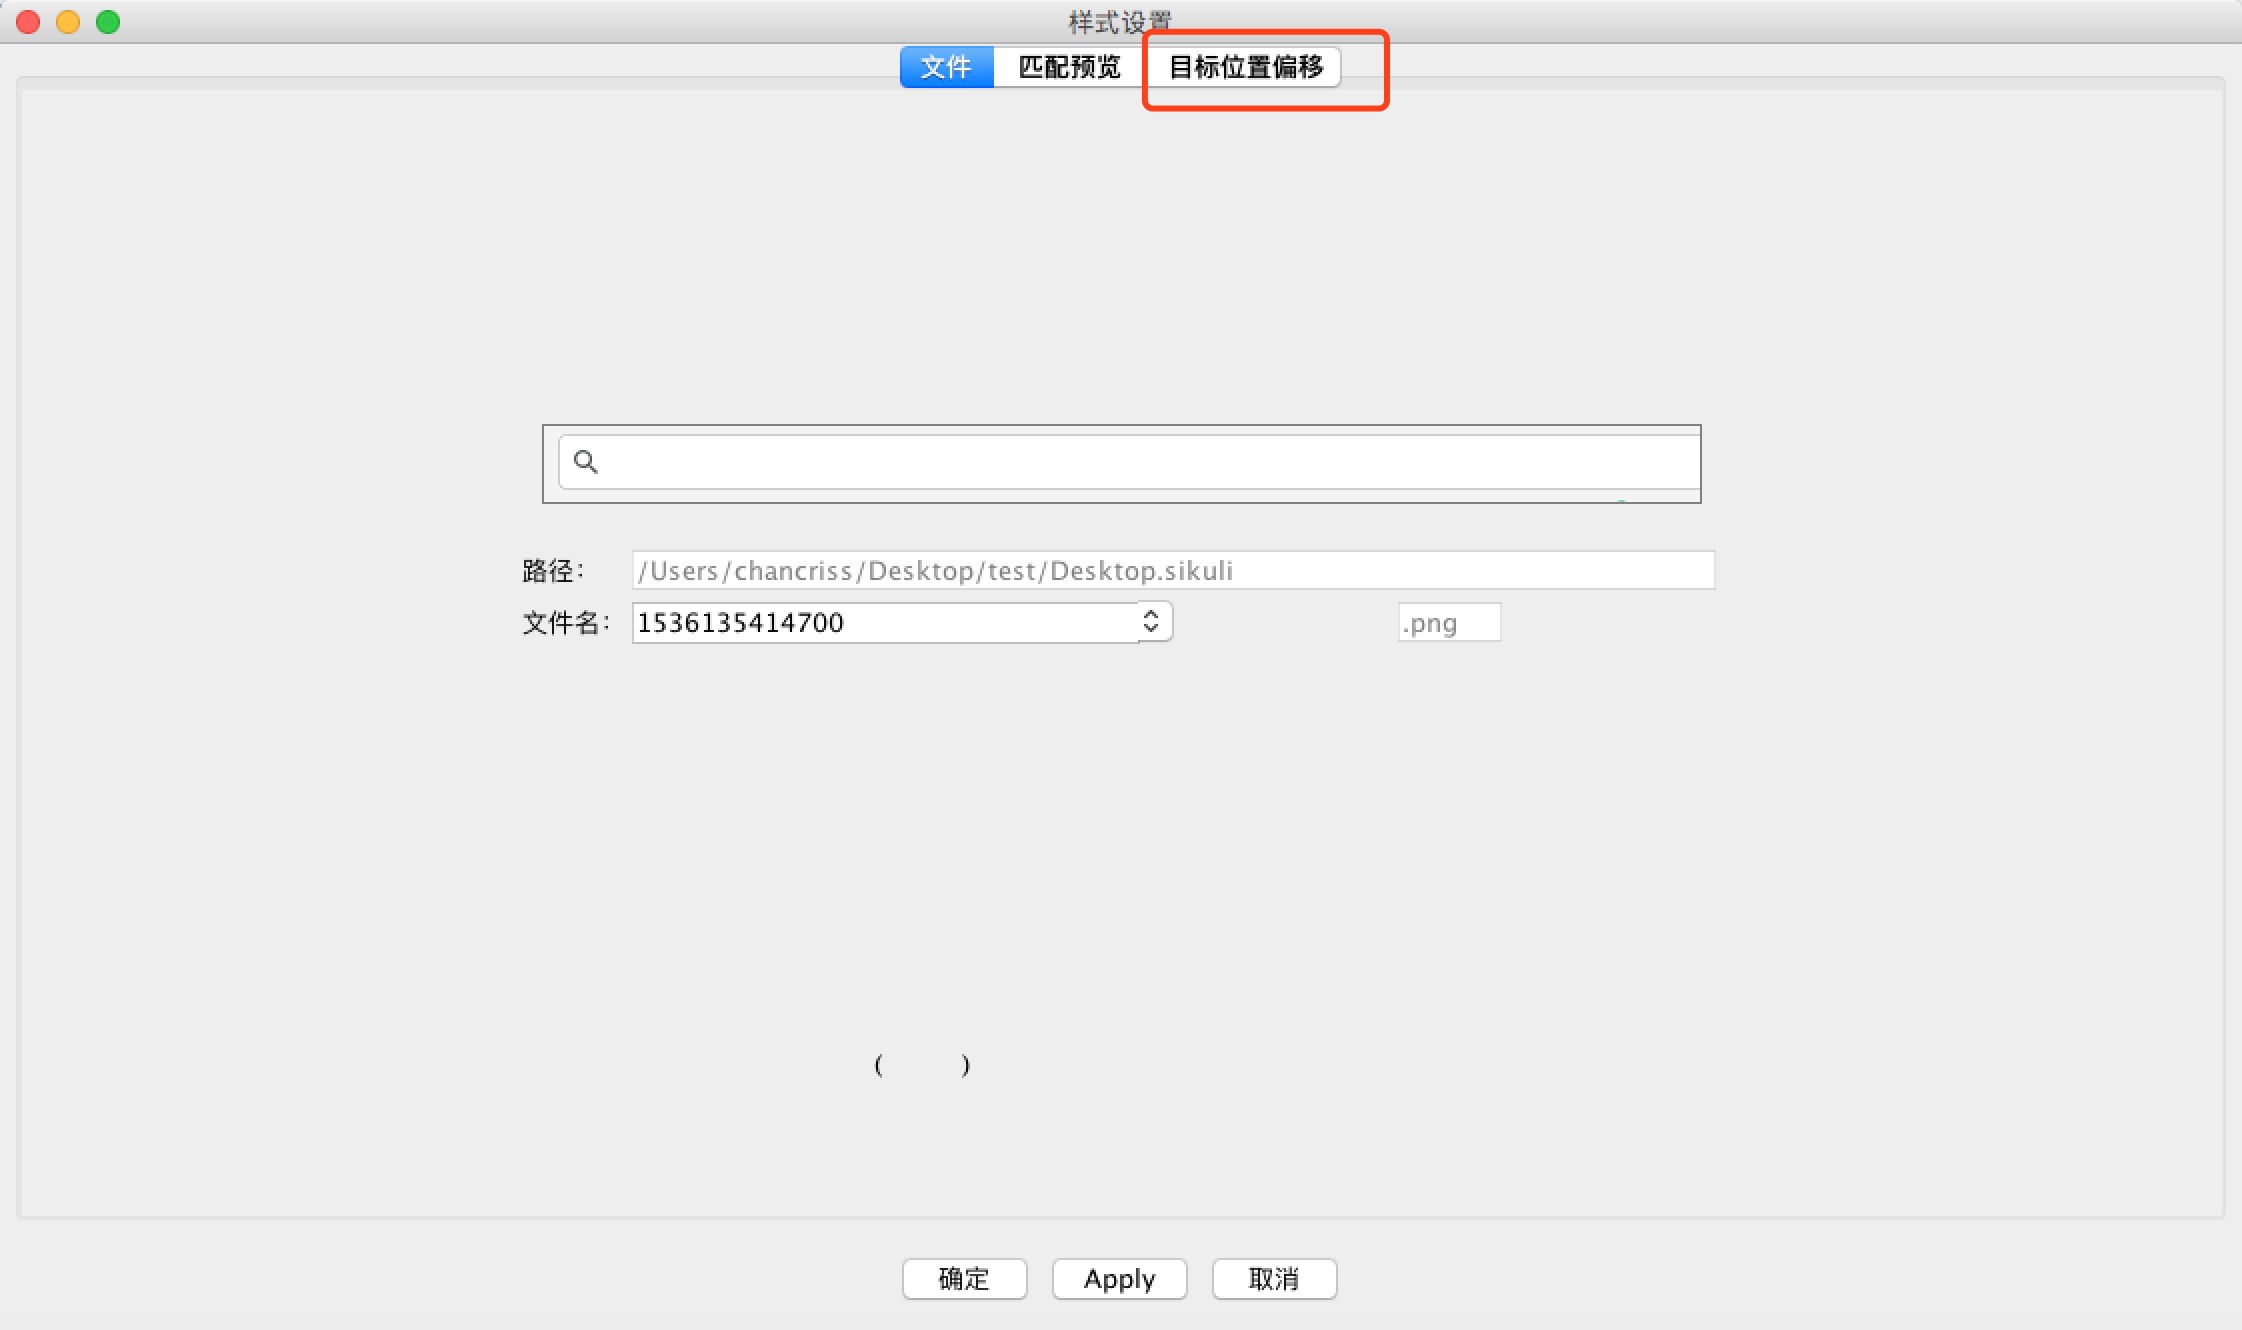 样式设置
文件 匹配预览 目标位置偏移
路径： /Users/chancriss/Desktop/test/Desktop.sikuli
文件名： 1536135414700 .png
( )
确定 Apply 取消